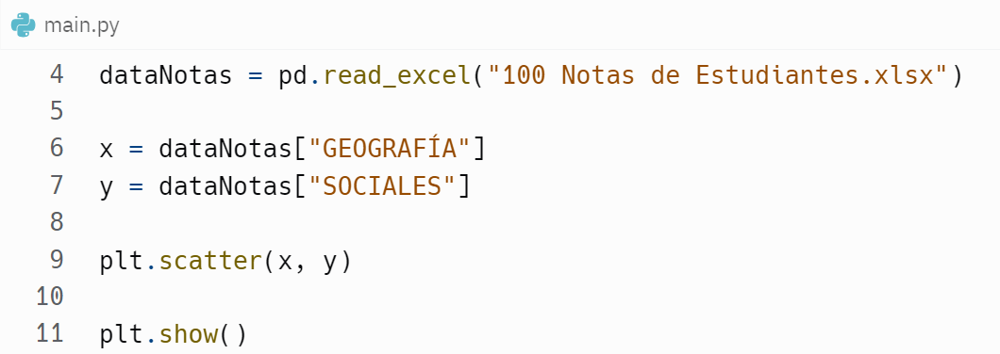 main.py
4 dataNotas = pd.read_excel("100 Notas de Estudiantes.xlsx")
5
6 x = dataNotas["GEOGRAFÍA"]
7 y = dataNotas["SOCIALES"]
8
9 plt.scatter(x, y)
10
11 plt.show()